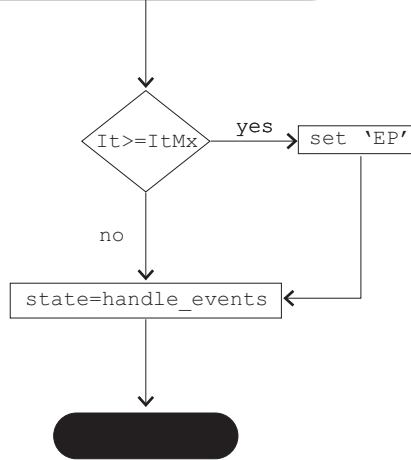 It>=ItMx
yes
set ‘EP’
no
state=handle_events